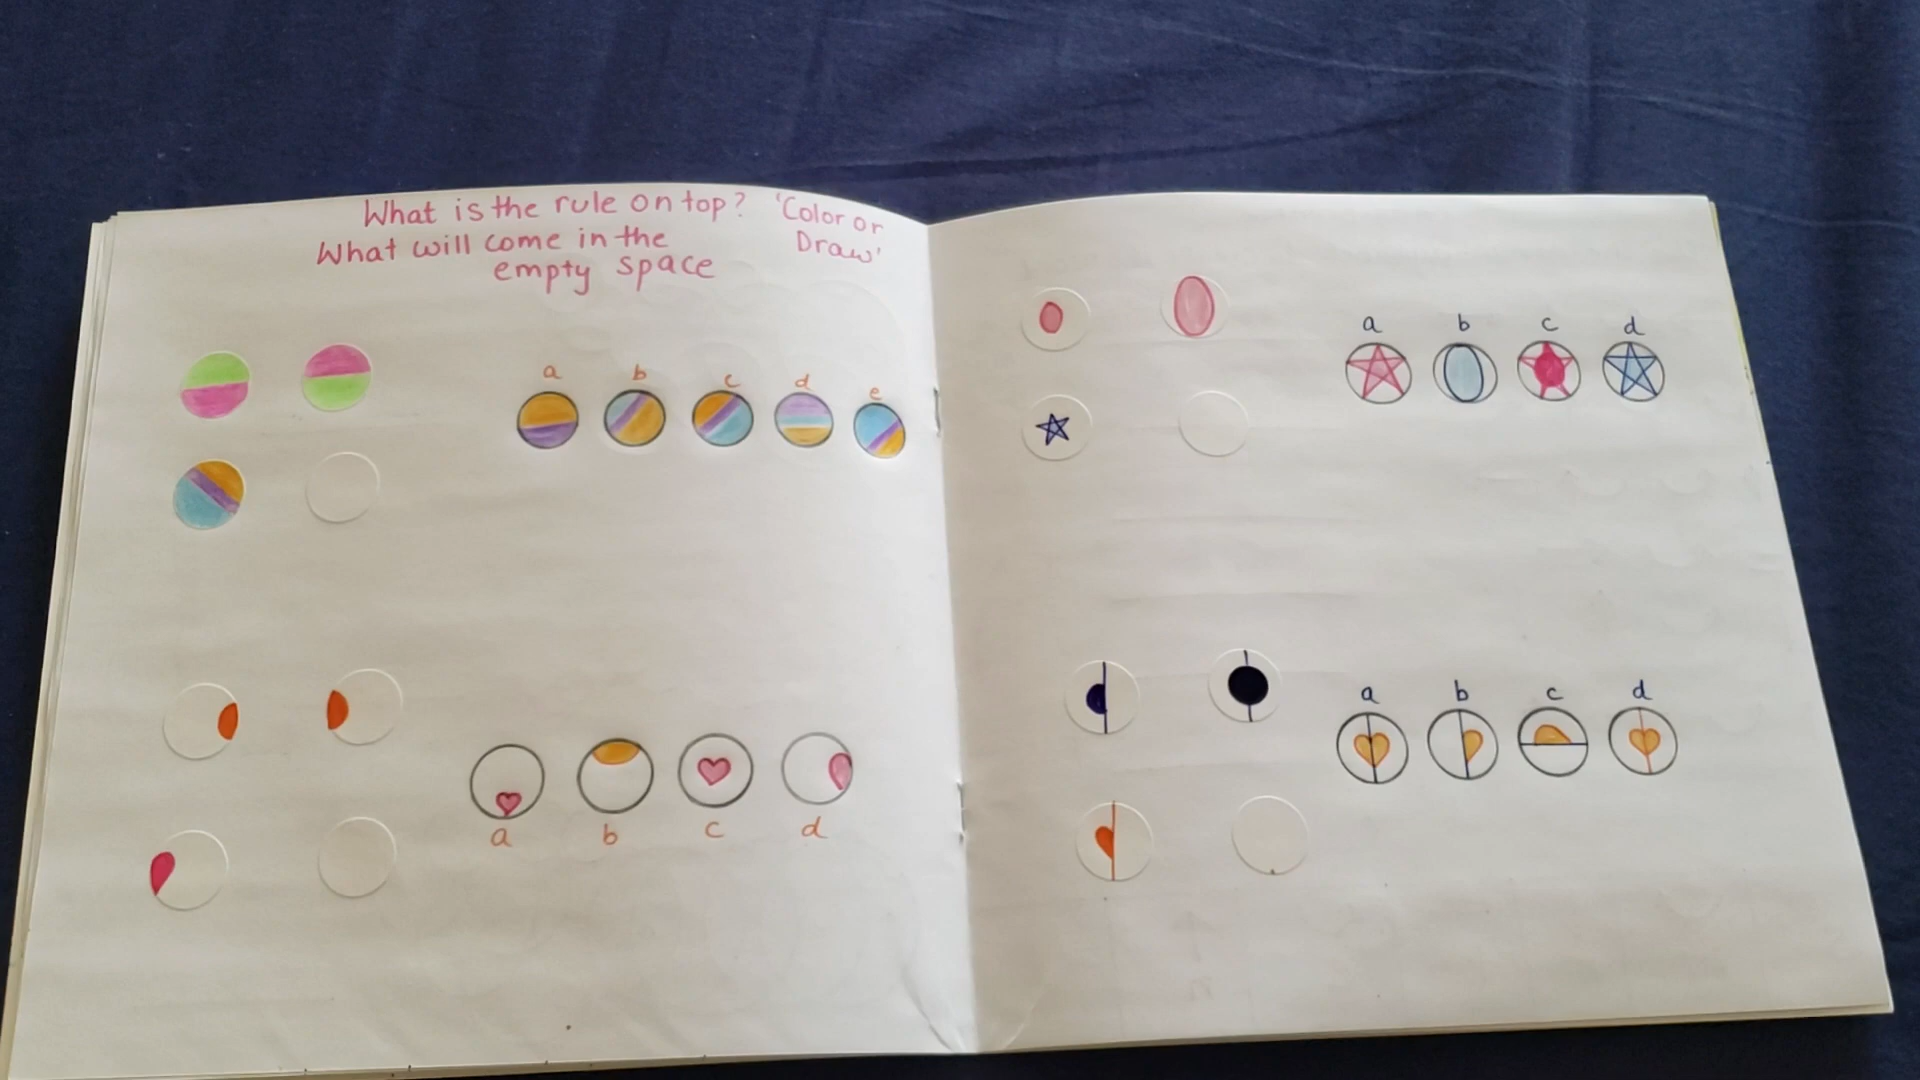 What is the rule on top? 'Color or
Draw'
What will come in the
empty space
a b c d e
a b c d
a b c d
a b c d